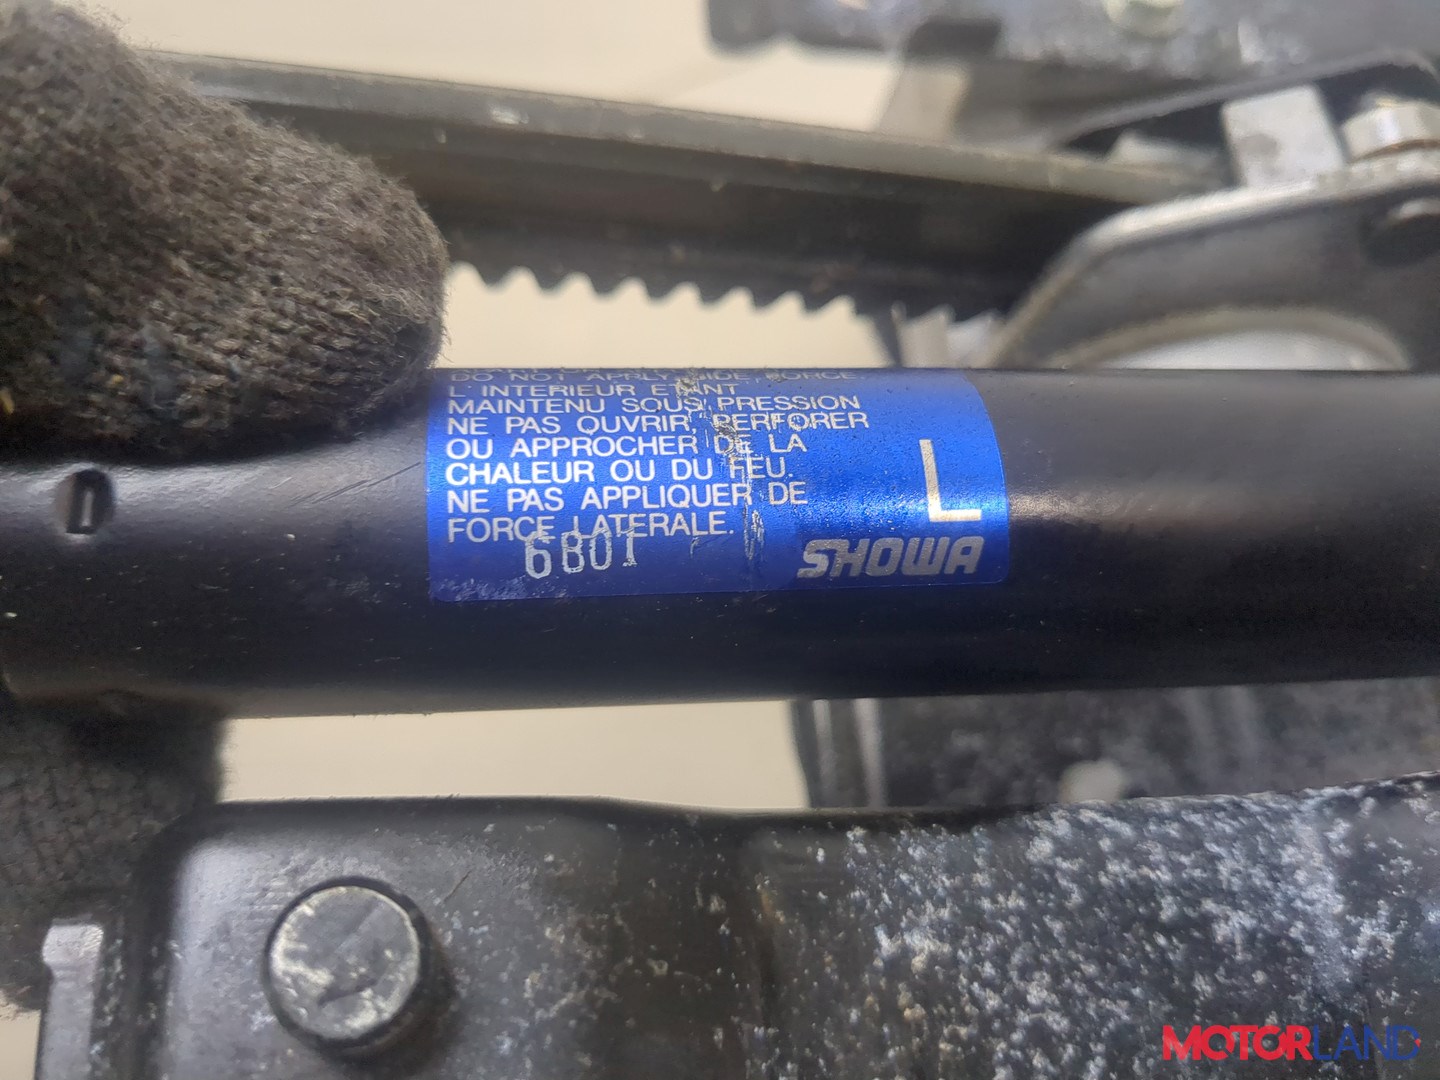 DO NOT APPLY SIDE FORCE.
L' INTERIEUR ETANT
MAINTENU SOUS PRESSION
NE PAS OUVRIR, PERFORER
OU APPROCHER DE LA
CHALEUR OU DU FEU.
NE PAS APPLIQUER DE
FORCE LATERALE.
6801
L
SHOWA
D
MOTORLAND